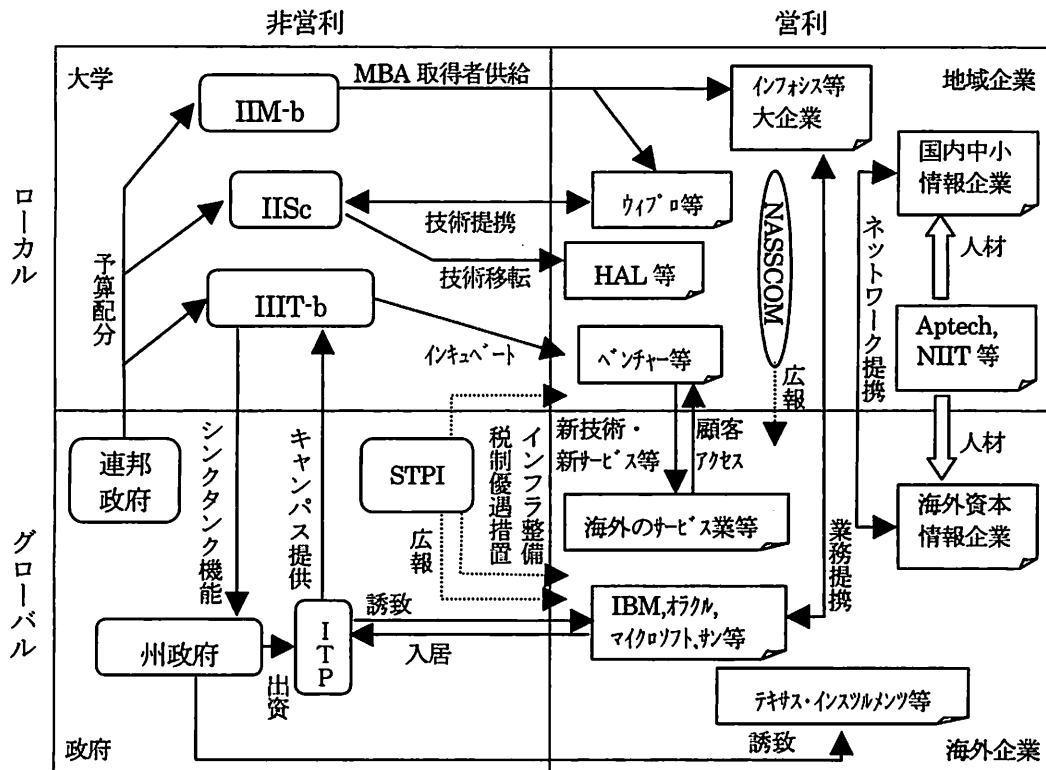 非営利
営利
大学
MBA 取得者供給
IIM-b
インフォシス等
大企業
地域企業
国内中小
情報企業
ローカル
IISc
技術提携
ウィプロ等
NASSCOM
ネットワーク提携
人材
予算配分
技術移転
HAL 等
IIIT-b
インキュベート
ベンチャー等
広報
Aptech,
NIIT 等
連邦
政府
シンクタンク機能
キャンパス提供
STPI
広報
税制優遇措置
インフラ整備
新技術・
新サービス等
顧客
アクセス
人材
海外のサービス業等
業務提携
海外資本
情報企業
グローバル
州政府
出資
ITP
誘致
入居
IBM,オラクル,
マイクロソフト,サン等
テキサス・インスツルメンツ等
政府
誘致
海外企業